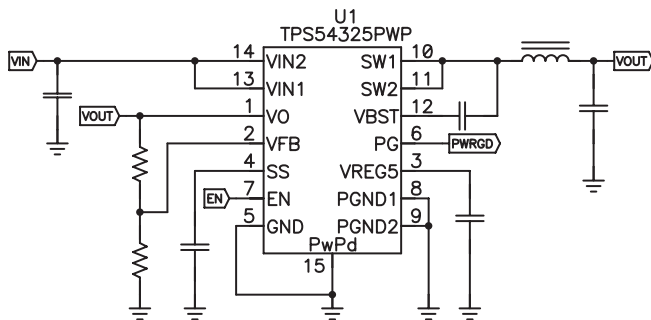 U1
TPS54325PWP
VIN
14 VIN2 SW1 10
VOUT
13 VIN1 SW2 11
VOUT
1 VO VBST 12
2 VFB PG 6 PWRGD
4 SS VREG5 3
EN 7 EN PGND1 8
5 GND PGND2 9
PwPd
15